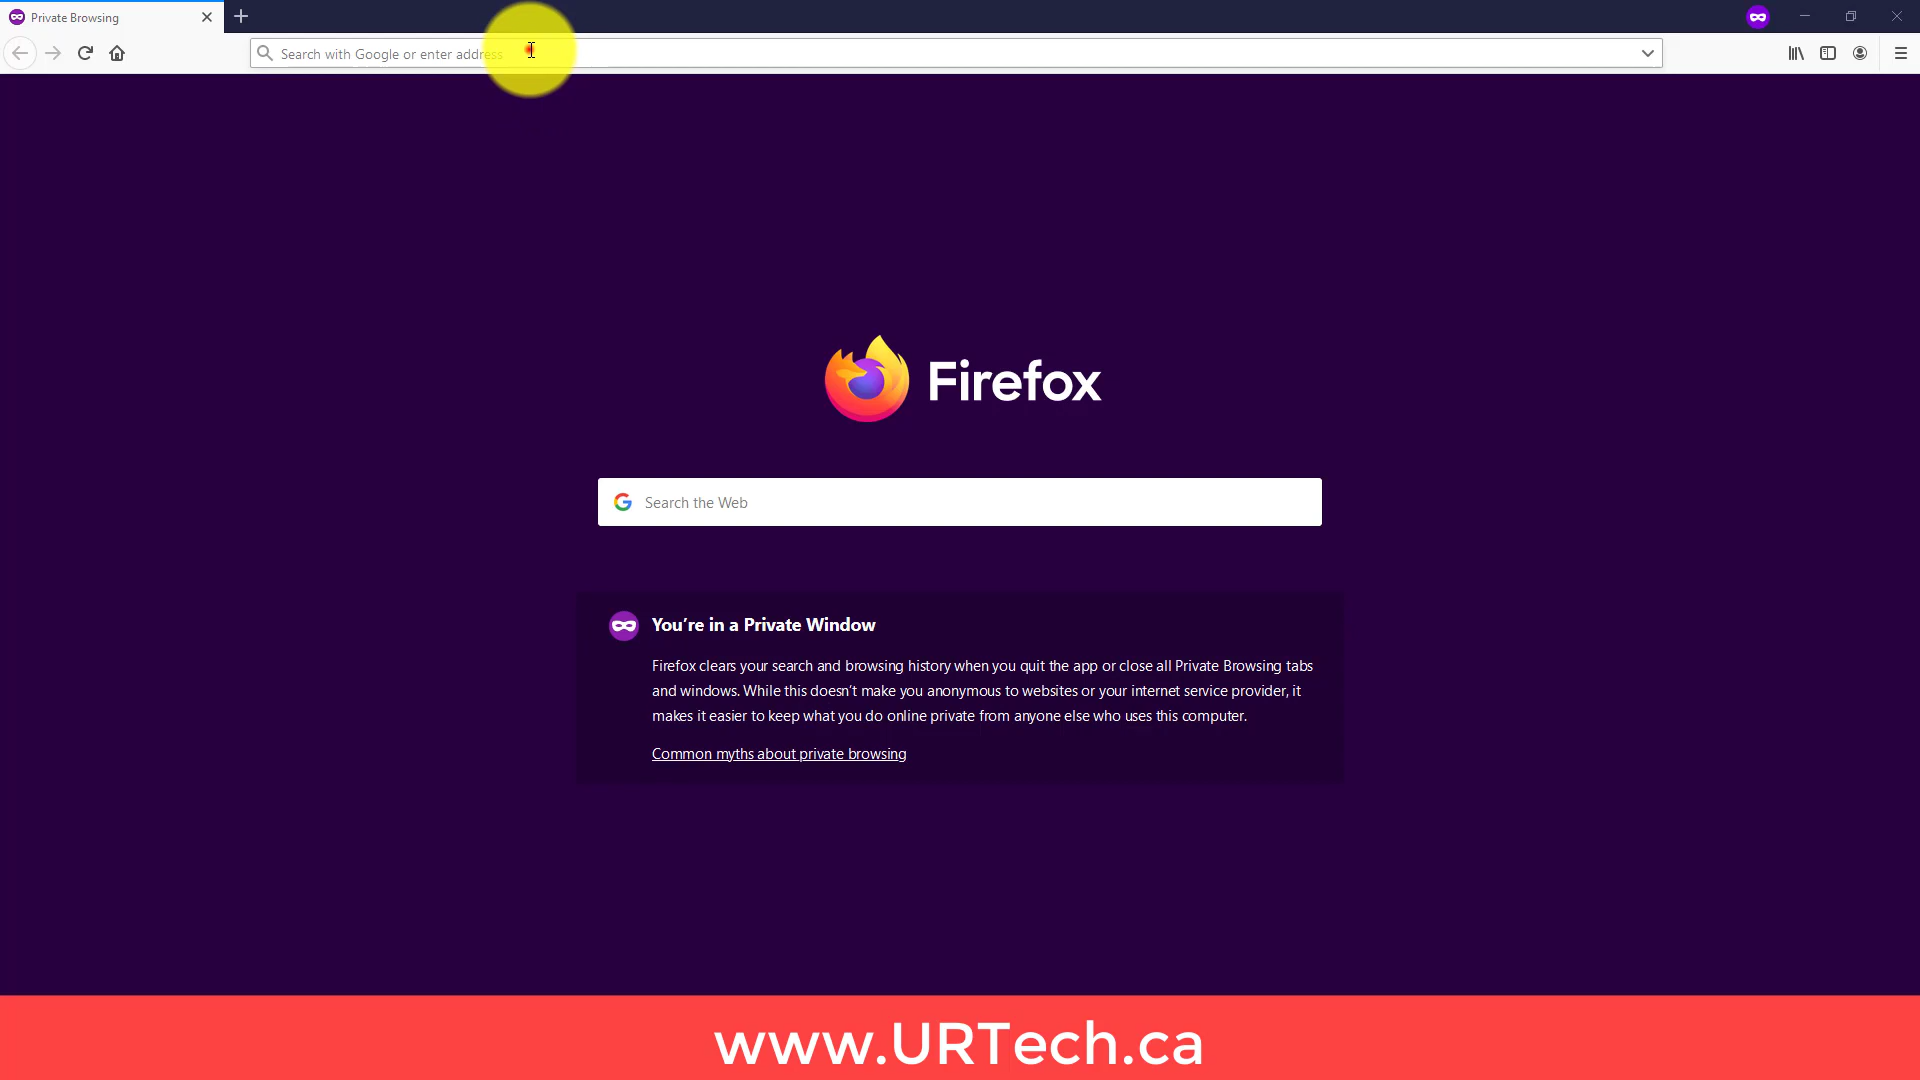 Private Browsing
Search with Google or enter address
Firefox
Search the Web
You're in a Private Window
Firefox clears your search and browsing history when you quit the app or close all Private Browsing tabs
and windows. While this doesn't make you anonymous to websites or your internet service provider, it
makes it easier to keep what you do online private from anyone else who uses this computer.
Common myths about private browsing
www.URTech.ca